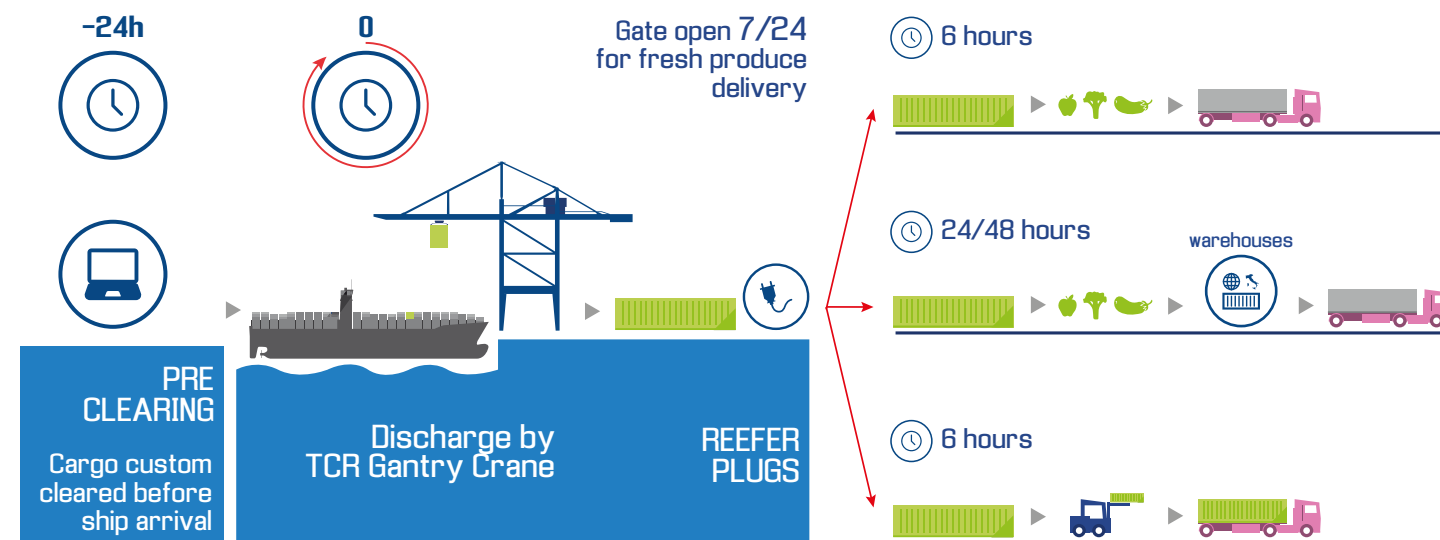 -24h
0
Gate open 7/24
for fresh produce
delivery
PRE
CLEARING
Cargo custom
cleared before
ship arrival
Discharge by
TCR Gantry Crane
REEFER
PLUGS
6 hours
24/48 hours
warehouses
6 hours